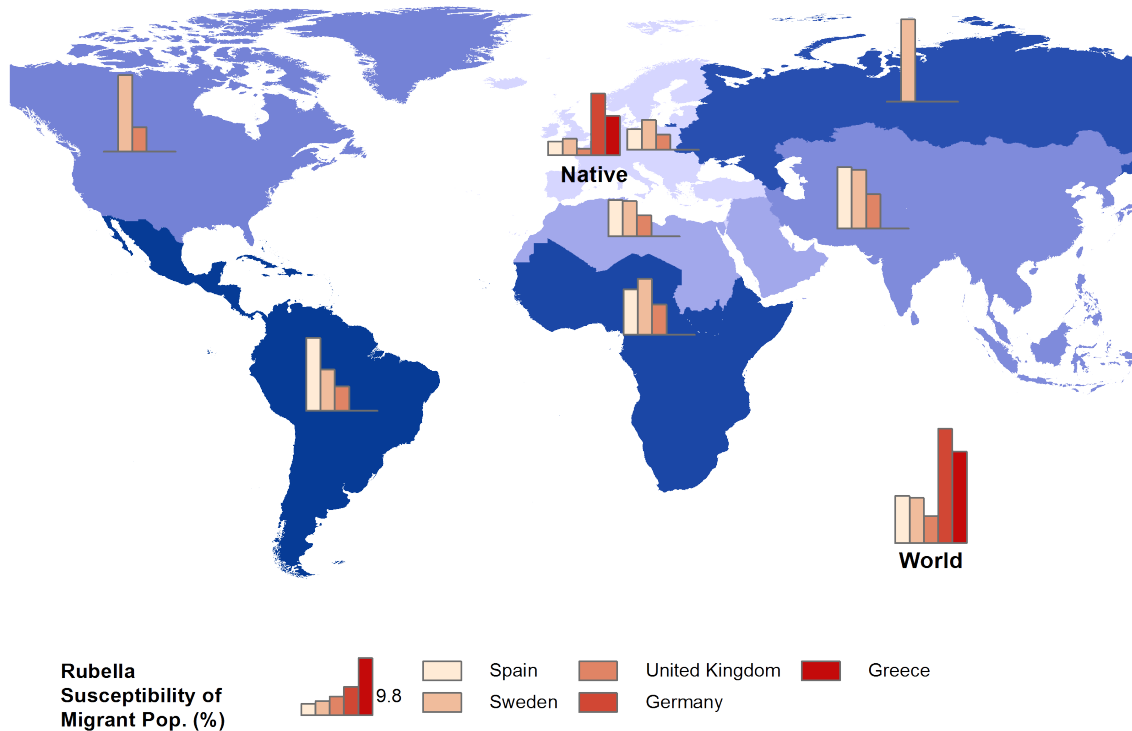 Native
World
Rubella
Susceptibility of
Migrant Pop. (%)
9.8
Spain
United Kingdom
Greece
Sweden
Germany